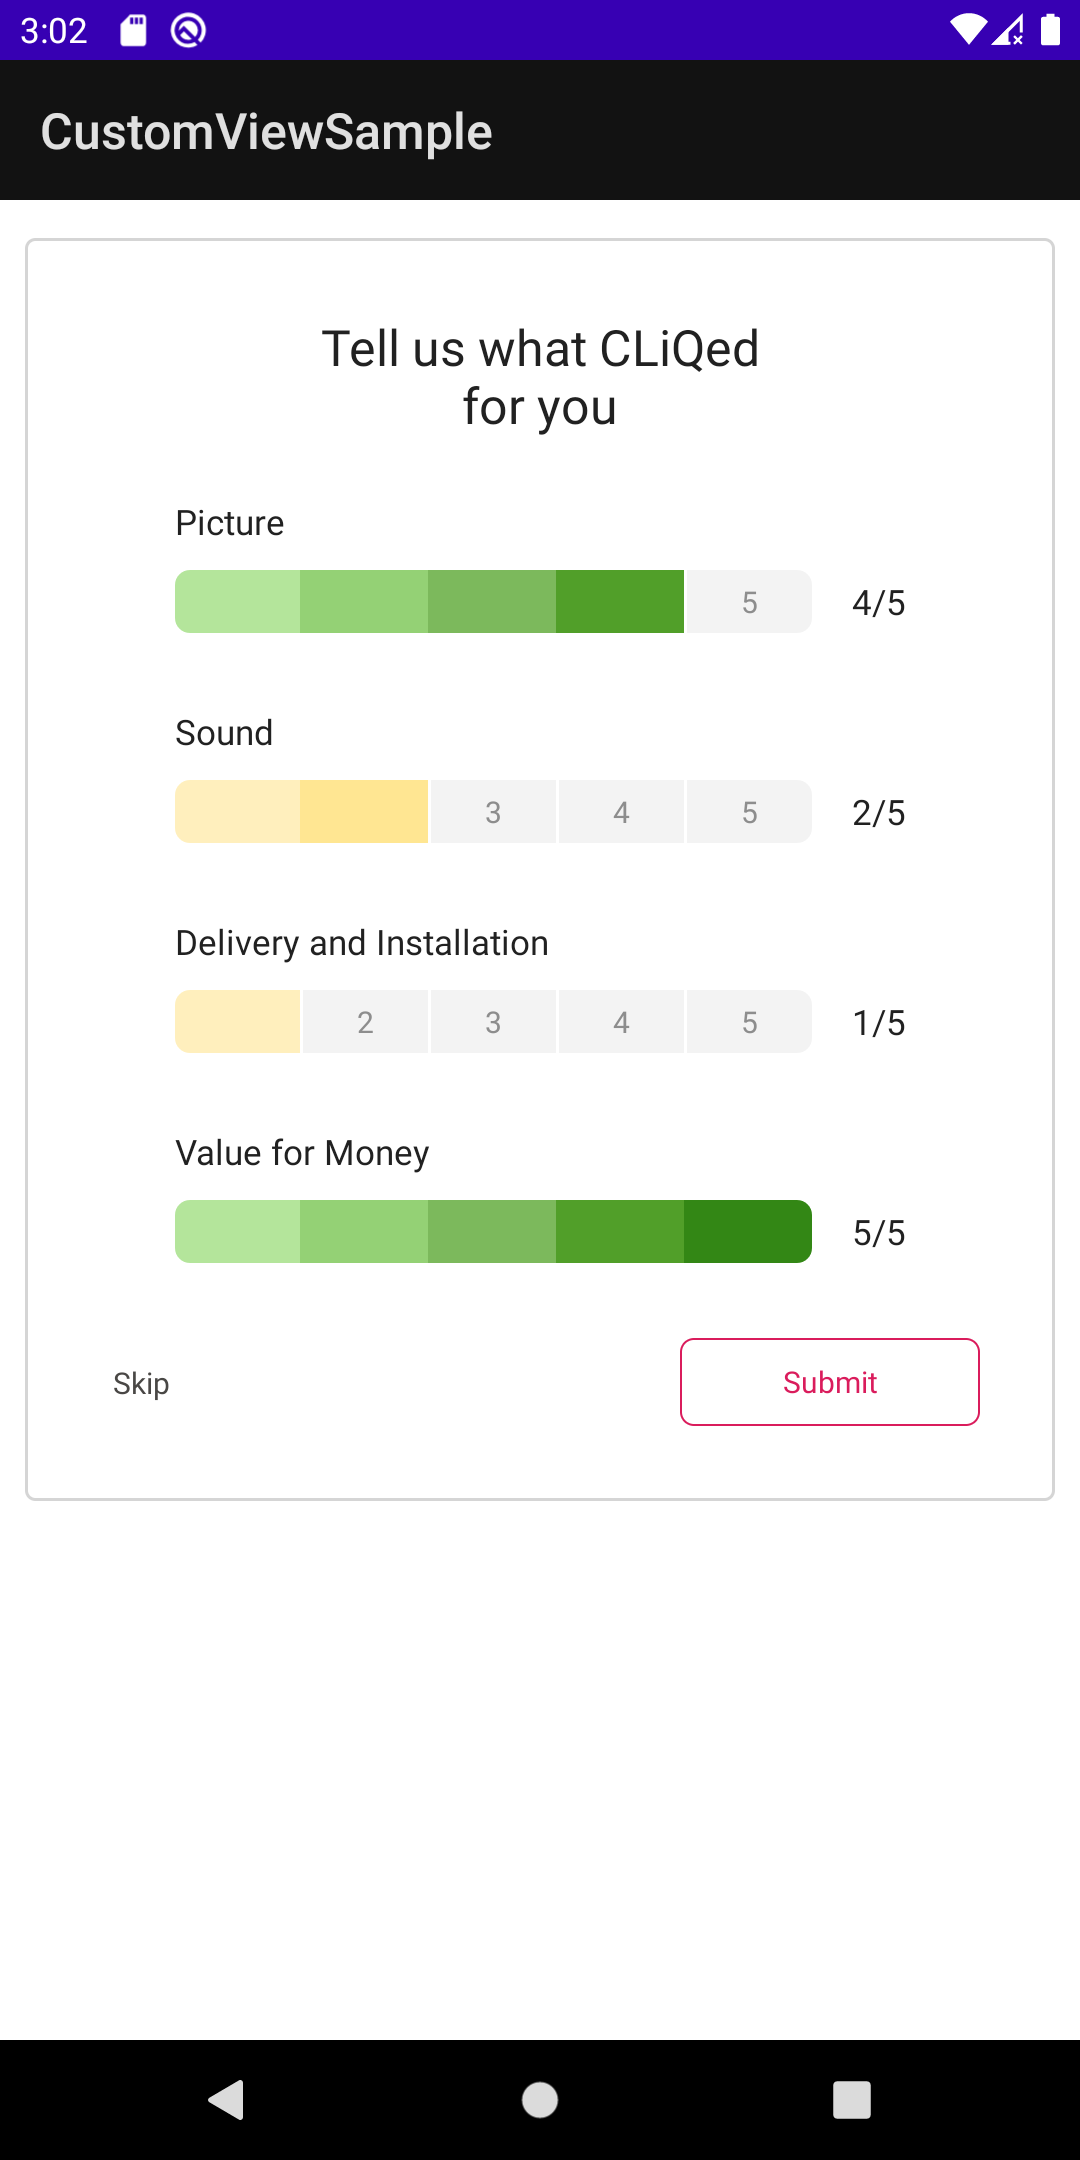 3:02
CustomViewSample
Tell us what CLiQed
for you
Picture
5 4/5
Sound
3 4 5 2/5
Delivery and Installation
2 3 4 5 1/5
Value for Money
5/5
Skip Submit